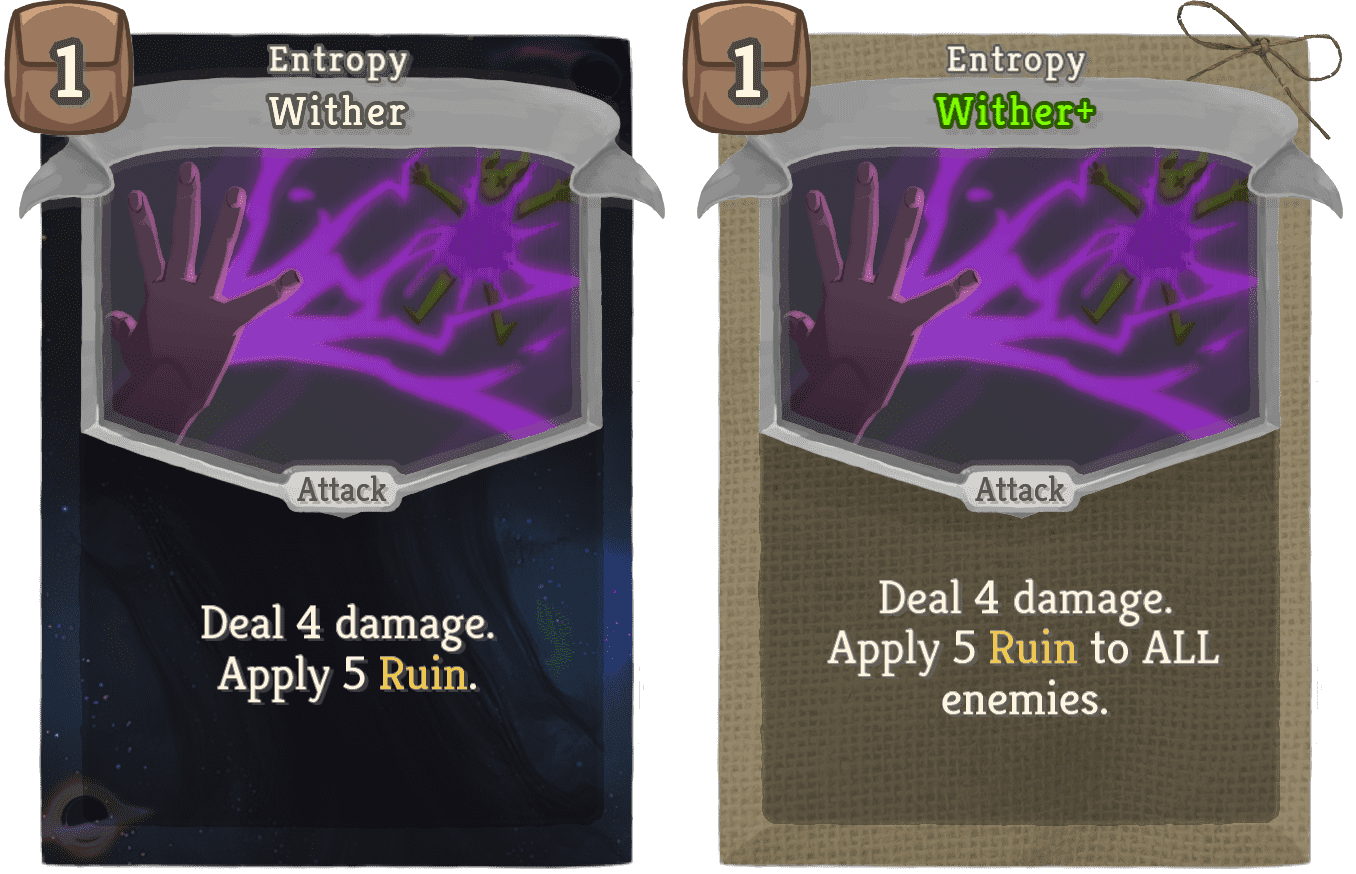 1
Entropy
Wither
Attack
Deal 4 damage.
Apply 5 Ruin.
1
Entropy
Wither+
Attack
Deal 4 damage.
Apply 5 Ruin to ALL
enemies.